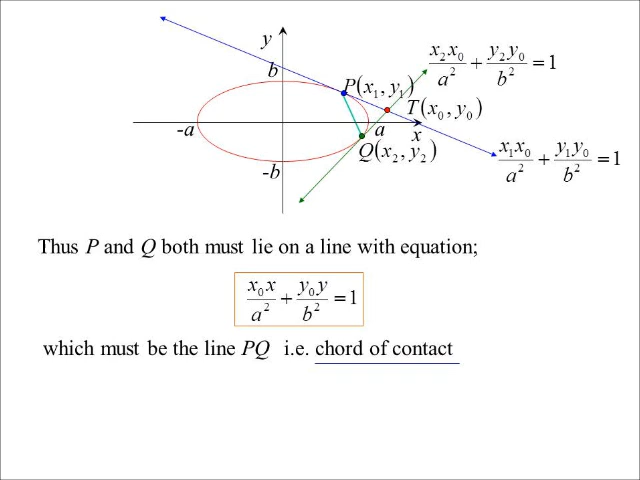 y
b
P(x₁, y₁)
x₂x₀/a² + y₂y₀/b² = 1
T(x₀, y₀)
-a
a
x
Q(x₂, y₂)
x₁x₀/a² + y₁y₀/b² = 1
-b
Thus P and Q both must lie on a line with equation;
x₀x/a² + y₀y/b² = 1
which must be the line PQ i.e. chord of contact